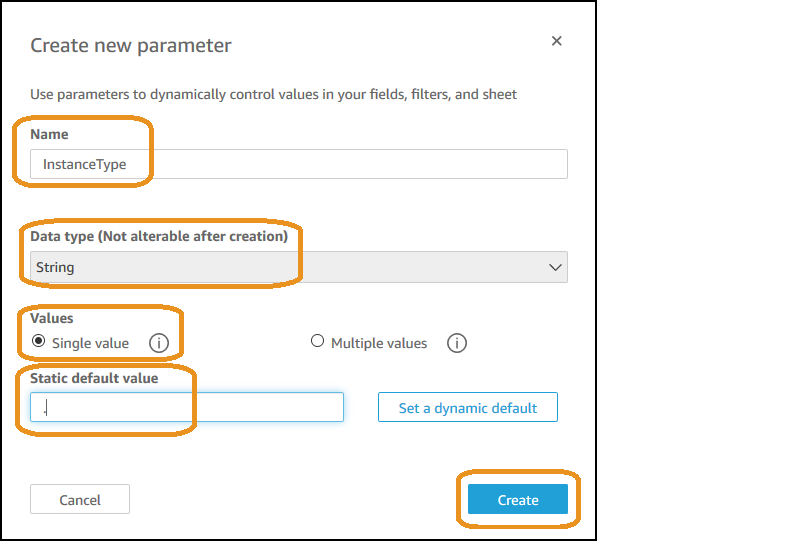 Create new parameter
Use parameters to dynamically control values in your fields, filters, and sheet
Name
InstanceType
Data type (Not alterable after creation)
String
Values
Single value i Multiple values i
Static default value
. Set a dynamic default
Cancel Create